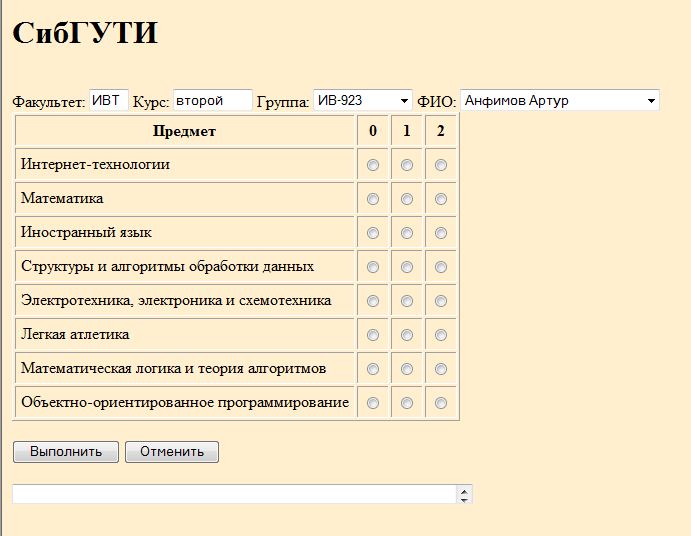 СибГУТИ
Факультет: ИВТ Курс: второй Группа: ИВ-923 ФИО: Анфимов Артур
Предмет 0 1 2
Интернет-технологии
Математика
Иностранный язык
Структуры и алгоритмы обработки данных
Электротехника, электроника и схемотехника
Легкая атлетика
Математическая логика и теория алгоритмов
Объектно-ориентированное программирование
Выполнить Отменить